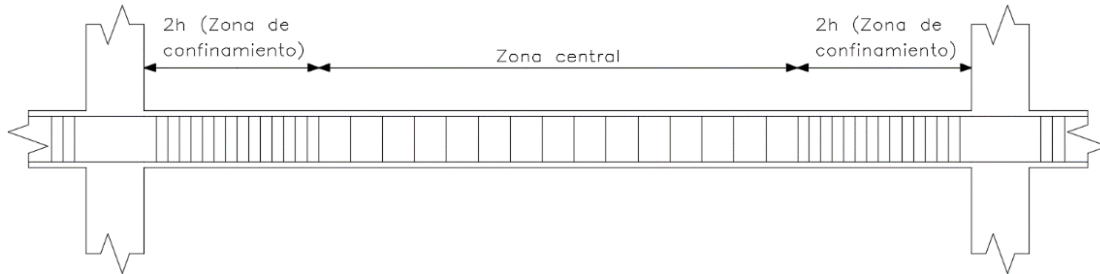 2h (Zona de
confinamiento)
Zona central
2h (Zona de
confinamiento)